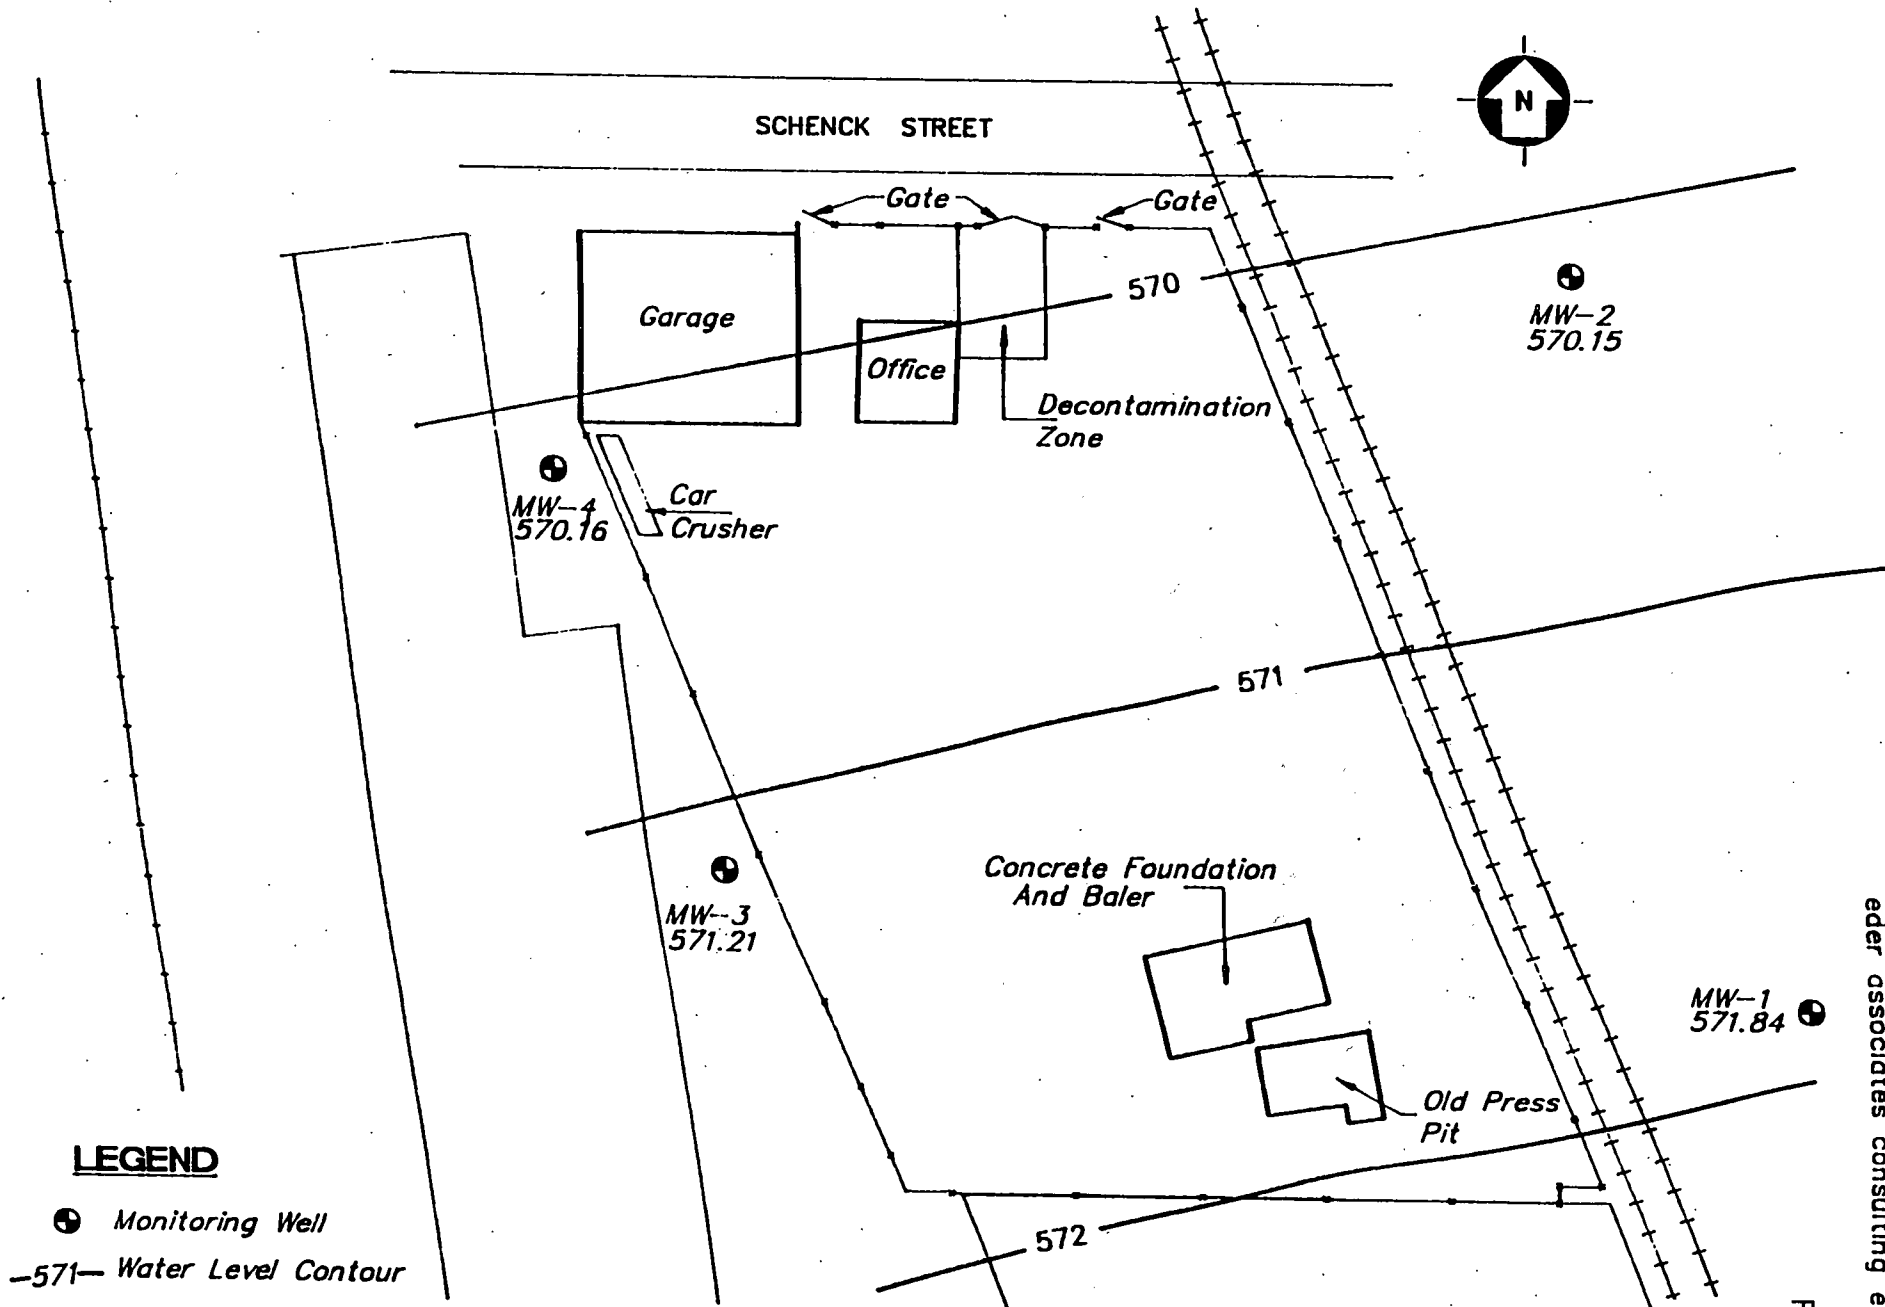 SCHENCK STREET
N
Gate
Gate
570
MW-2
570.15
Garage
Office
Decontamination
Zone
MW-4
570.16
Car
Crusher
571
MW-3
571.21
Concrete Foundation
And Baler
MW-1
571.84
Old Press
Pit
572
LEGEND
Monitoring Well
-571- Water Level Contour
eder associates consulting e